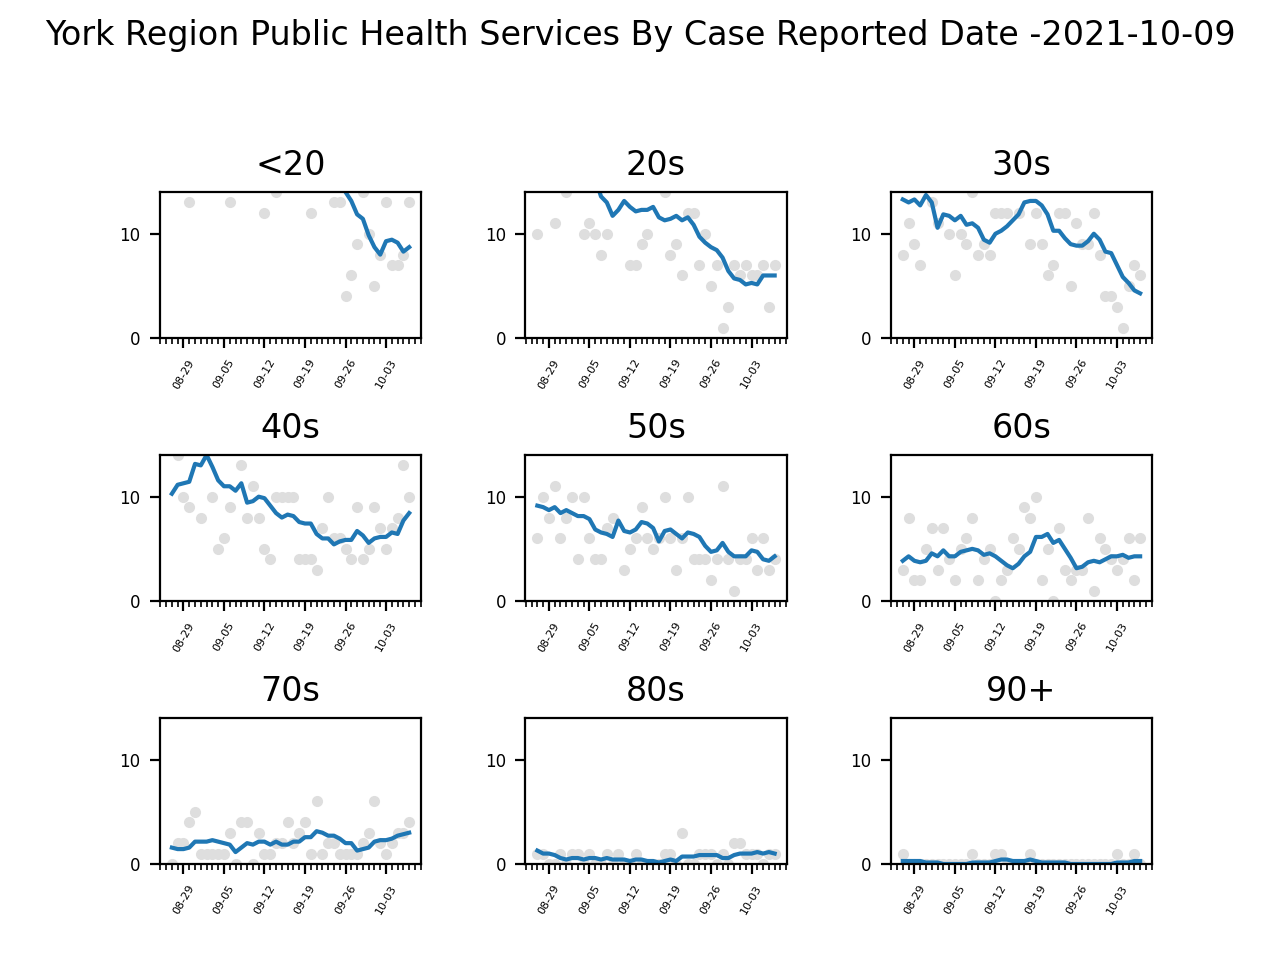 York Region Public Health Services By Case Reported Date -2021-10-09
<20 20s 30s
10 10 10
0 0 0
08-29 09-05 09-12 09-19 09-26 10-03 08-29 09-05 09-12 09-19 09-26 10-03 08-29 09-05 09-12 09-19 09-26 10-03
40s 50s 60s
10 10 10
0 0 0
08-29 09-05 09-12 09-19 09-26 10-03 08-29 09-05 09-12 09-19 09-26 10-03 08-29 09-05 09-12 09-19 09-26 10-03
70s 80s 90+
10 10 10
0 0 0
08-29 09-05 09-12 09-19 09-26 10-03 08-29 09-05 09-12 09-19 09-26 10-03 08-29 09-05 09-12 09-19 09-26 10-03